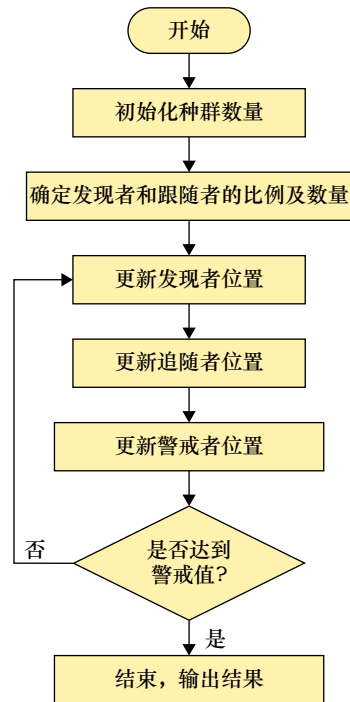 开始
初始化种群数量
确定发现者和跟随者的比例及数量
更新发现者位置
更新追随者位置
更新警戒者位置
否
是否达到
警戒值?
是
结束，输出结果